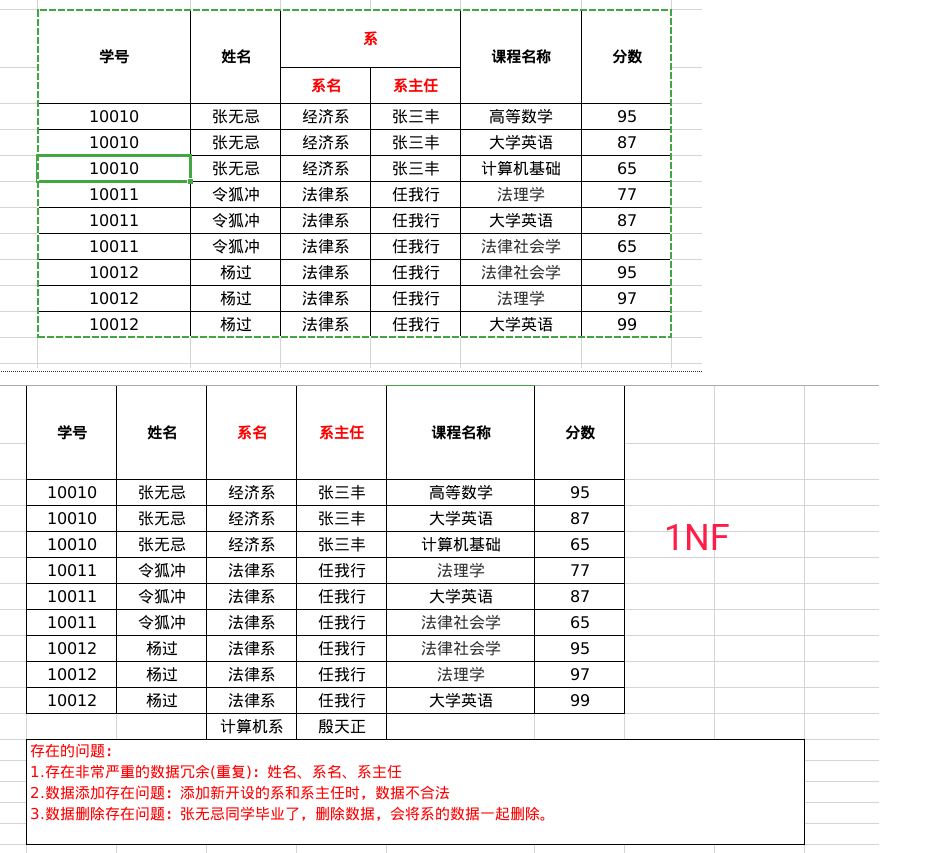 学号 姓名 系 课程名称 分数
系名 系主任
10010 张无忌 经济系 张三丰 高等数学 95
10010 张无忌 经济系 张三丰 大学英语 87
10010 张无忌 经济系 张三丰 计算机基础 65
10011 令狐冲 法律系 任我行 法理学 77
10011 令狐冲 法律系 任我行 大学英语 87
10011 令狐冲 法律系 任我行 法律社会学 65
10012 杨过 法律系 任我行 法律社会学 95
10012 杨过 法律系 任我行 法理学 97
10012 杨过 法律系 任我行 大学英语 99
学号 姓名 系名 系主任 课程名称 分数
10010 张无忌 经济系 张三丰 高等数学 95
10010 张无忌 经济系 张三丰 大学英语 87
10010 张无忌 经济系 张三丰 计算机基础 65
1NF
10011 令狐冲 法律系 任我行 法理学 77
10011 令狐冲 法律系 任我行 大学英语 87
10011 令狐冲 法律系 任我行 法律社会学 65
10012 杨过 法律系 任我行 法律社会学 95
10012 杨过 法律系 任我行 法理学 97
10012 杨过 法律系 任我行 大学英语 99
计算机系 殷天正
存在的问题：
1.存在非常严重的数据冗余(重复)：姓名、系名、系主任
2.数据添加存在问题：添加新开设的系和系主任时，数据不合法
3.数据删除存在问题：张无忌同学毕业了，删除数据，会将系的数据一起删除。